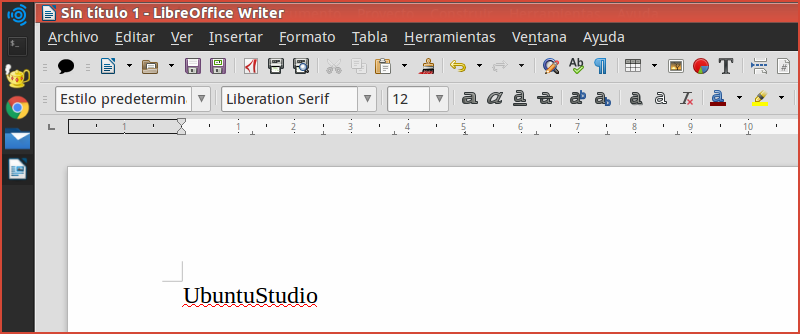 Sin título 1 - LibreOffice Writer
Archivo Editar Ver Insertar Formato Tabla Herramientas Ventana Ayuda
Estilo predetermin Liberation Serif 12
1 1 2 3 4 5 6 7 8 9 10
UbuntuStudio